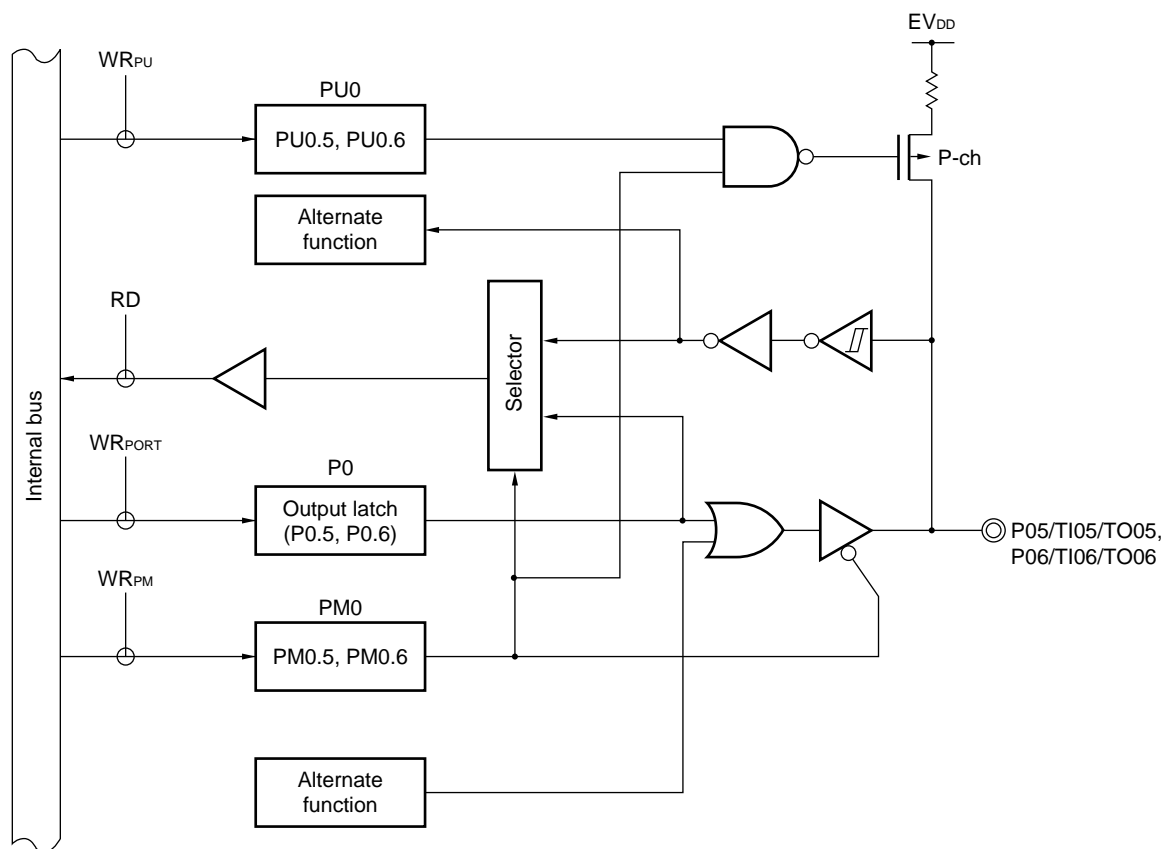 EVDD
WRPU
PU0
PU0.5, PU0.6
P-ch
Alternate
function
RD
Selector
Internal bus
WRPORT
P0
Output latch
(P0.5, P0.6)
P05/TI05/TO05,
P06/TI06/TO06
WRPM
PM0
PM0.5, PM0.6
Alternate
function